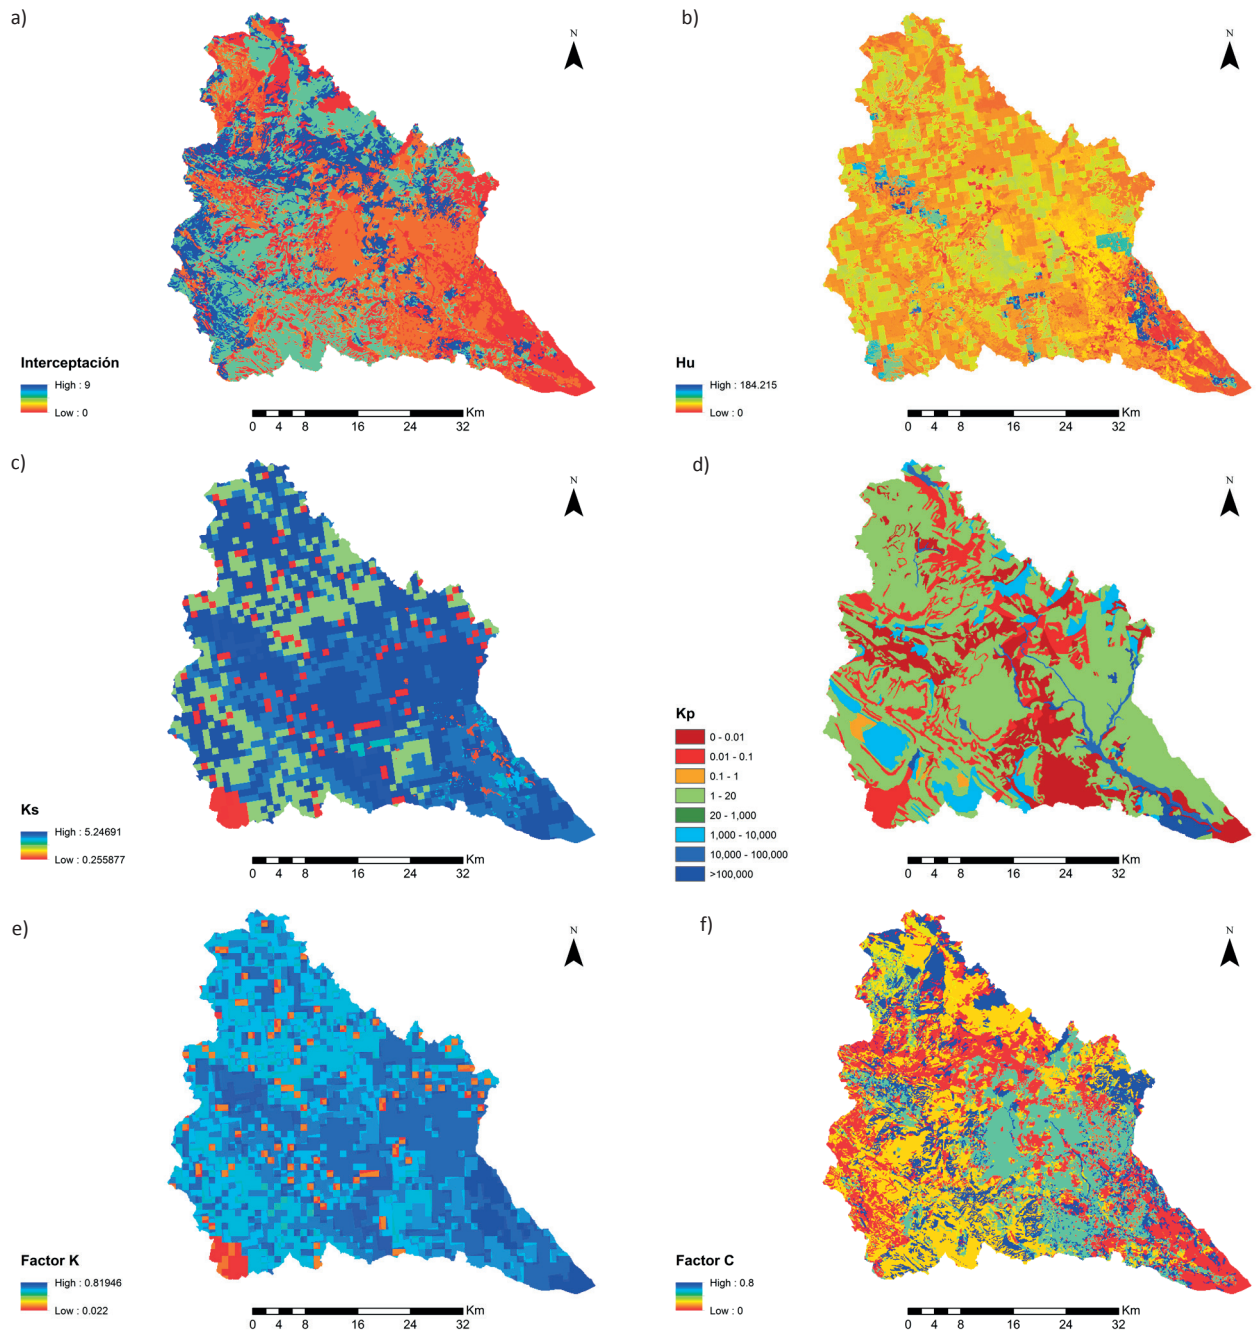 a)
N
Interceptación
High : 9
Low : 0
Km
0 4 8 16 24 32
b)
N
Hu
High : 184.215
Low : 0
Km
0 4 8 16 24 32
c)
N
Ks
High : 5.24691
Low : 0.255877
Km
0 4 8 16 24 32
d)
N
Kp
0 - 0.01
0.01 - 0.1
0.1 - 1
1 - 20
20 - 1,000
1,000 - 10,000
10,000 - 100,000
>100,000
Km
0 4 8 16 24 32
e)
N
Factor K
High : 0.81946
Low : 0.022
Km
0 4 8 16 24 32
f)
N
Factor C
High : 0.8
Low : 0
Km
0 4 8 16 24 32